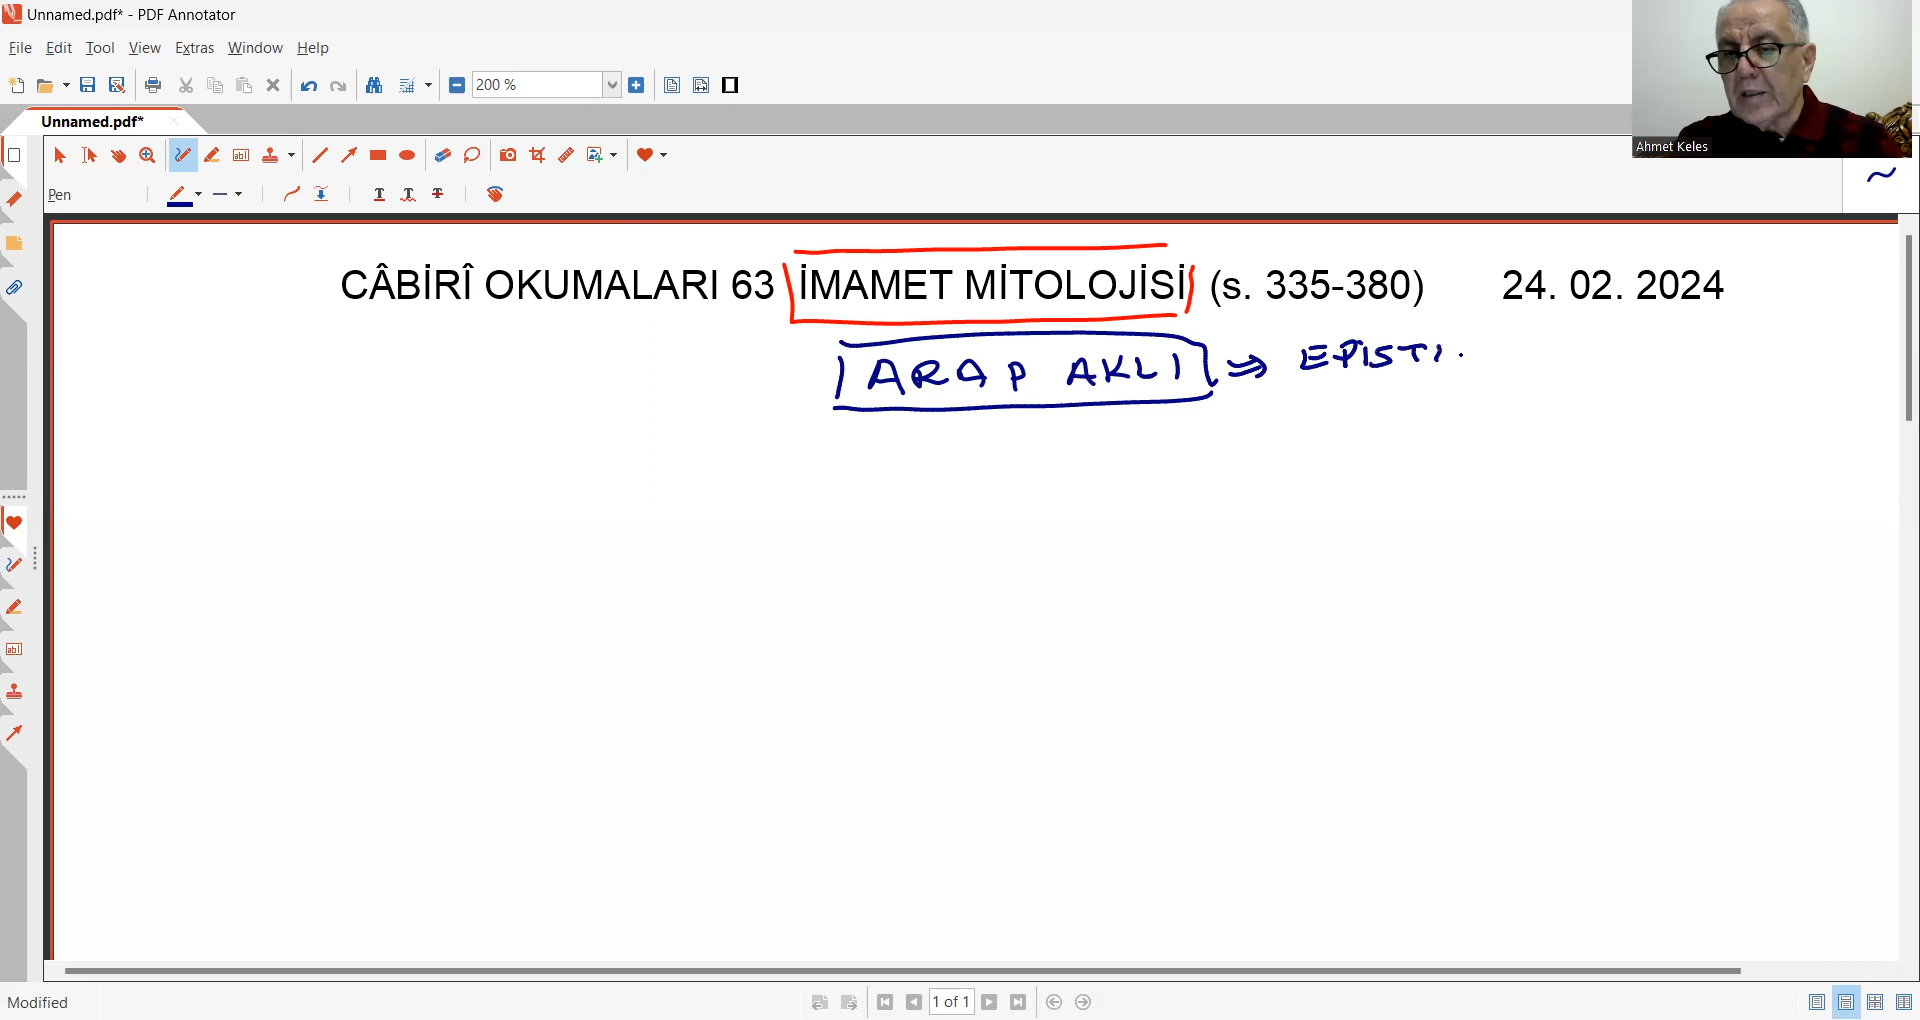 Unnamed.pdf* - PDF Annotator
File Edit Tool View Extras Window Help
200 %
Unnamed.pdf*
Pen
Ahmet Keles
CÂBİRÎ OKUMALARI 63 İMAMET MİTOLOJİSİ (s. 335-380) 24. 02. 2024
ARAP AKLI ⇒ EPİSTI
Modified
1 of 1